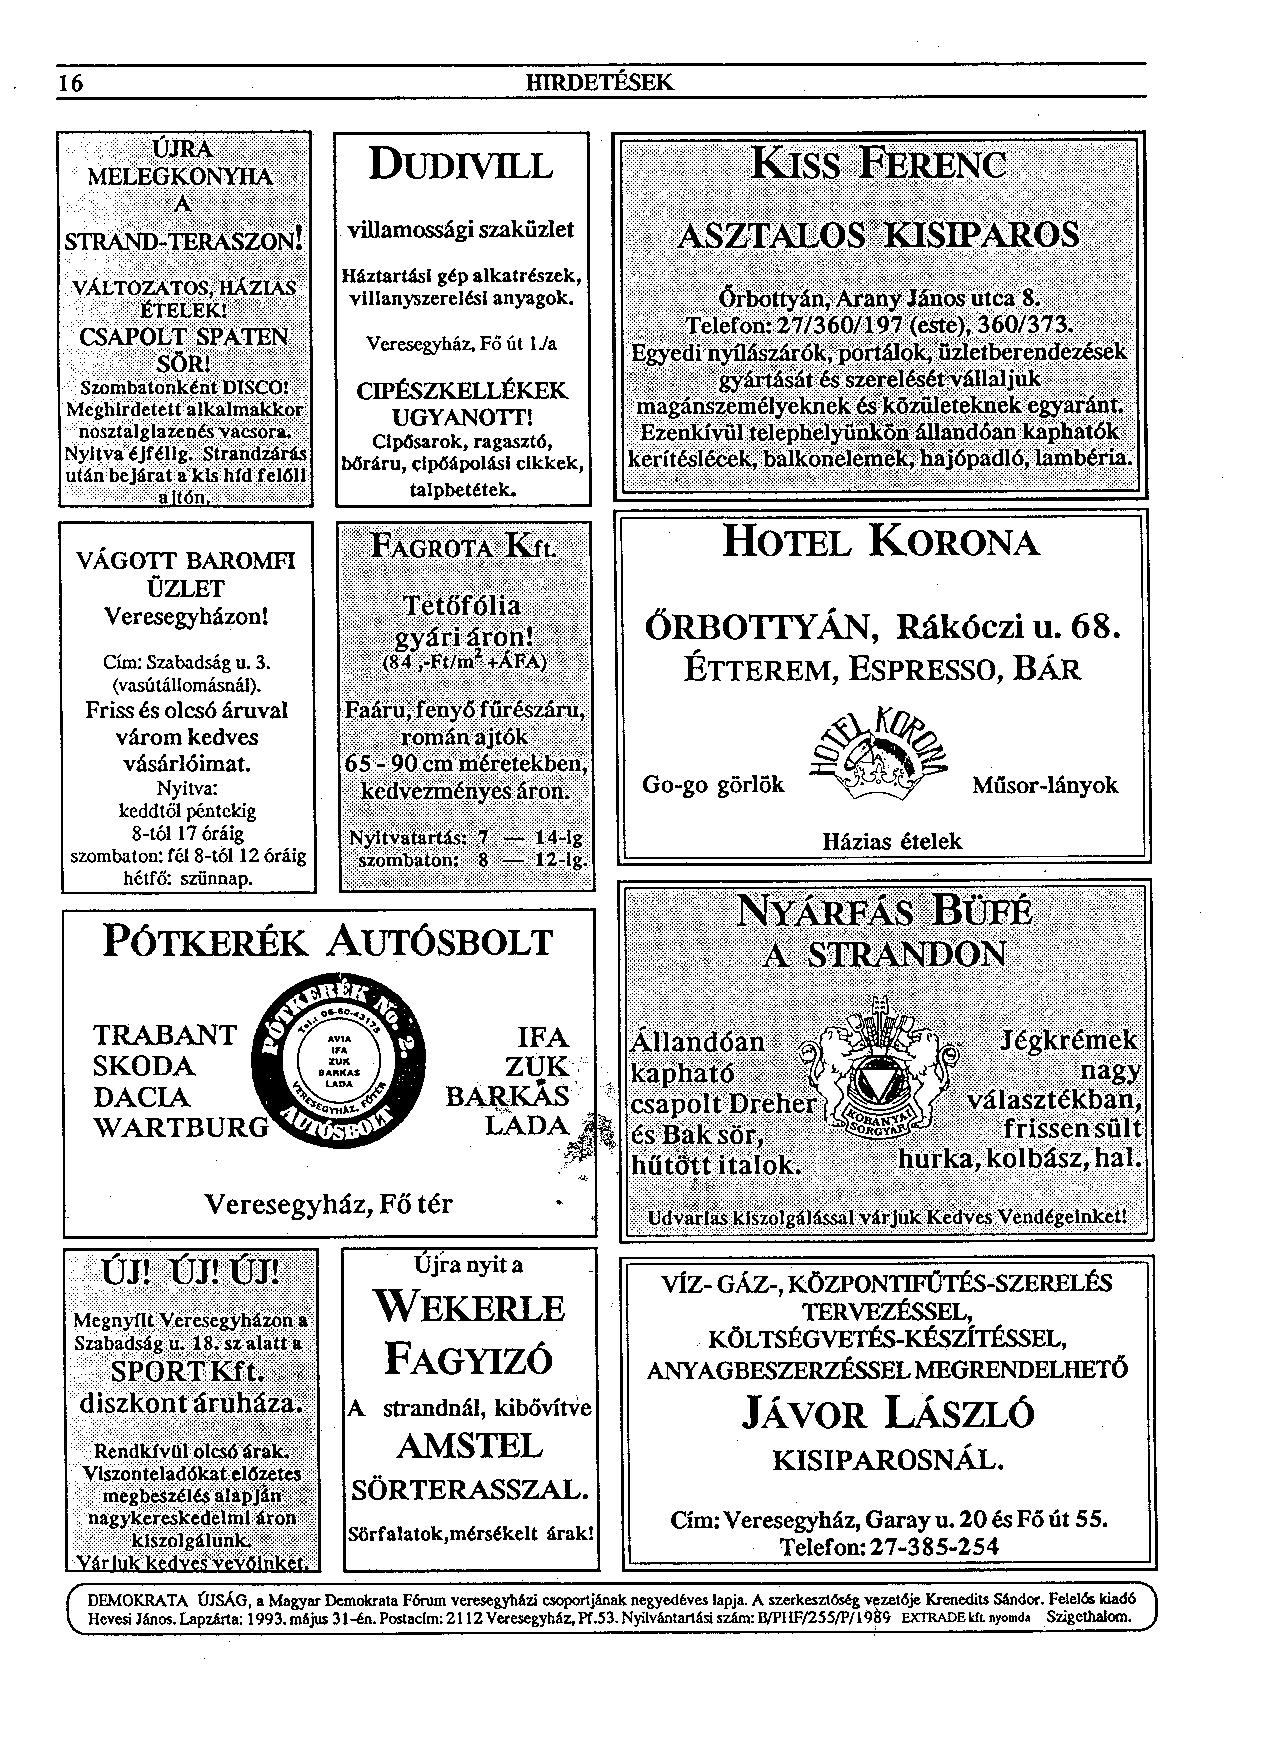 16
HIRDETÉSEK
ÚJRA
MELEGKONYHA
A
STRAND-TERASZON!
VÁLTOZATOS, HÁZIAS
ÉTELEK!
CSAPOLT SPATEN
SÖR!
Szombatonként DISCO!
Meghirdetett alkalmakkor
nosztalgiazenés vacsora.
Nyitva éjfélig. Strandzárás
után bejárat a kis híd felőli
ajtón.
DUDIVILL
villamossági szaküzlet
Háztartási gép alkatrészek,
villanyszerelési anyagok.
Veresegyház, Fő út 1./a
CIPÉSZKELLÉKEK
UGYANOTT!
Cipősarok, ragasztó,
bőráru, cipőápolási cikkek,
talpbetétek.
KISS FERENC
ASZTALOS KISIPAROS
Őrbottyán, Arany János utca 8.
Telefon: 27/360/197 (este), 360/373.
Egyedi nyílászárók, portálok, üzletberendezések
gyártását és szerelését vállaljuk
magánszemélyeknek és közületeknek egyaránt.
Ezenkívül telephelyünkön állandóan kaphatók
kerítéslécek, balkonelemek, hajópadló, lambéria.
VÁGOTT BAROMFI
ÜZLET
Veresegyházon!
Cím: Szabadság u. 3.
(vasútállomásnál).
Friss és olcsó áruval
várom kedves
vásárlóimat.
Nyitva:
keddtől péntekig
8-tól 17 óráig
szombaton: fél 8-tól 12 óráig
hétfő: szünnap.
FAGROTA Kft.
Tetőfólia
gyári áron!
(84,-Ft/m² +ÁFA)
Faáru, fenyő fűrészáru,
román ajtók
65 - 90 cm méretekben,
kedvezményes áron.
Nyitvatartás: 7 — 14-ig
szombaton: 8 — 12-ig.
HOTEL KORONA
ŐRBOTTYÁN, Rákóczi u. 68.
ÉTTEREM, ESPRESSO, BÁR
HOTEL KORONA
Go-go görlök
Műsor-lányok
Házias ételek
PÓTKERÉK AUTÓSBOLT
TRABANT
SKODA
DACIA
WARTBURG
PÓTKERÉK No. 2.
Tel.: 06-60-43173
AVIA
IFA
ZUK
BARKAS
LADA
VERESEGYHÁZ, FŐTÉR
AUTÓSBOLT
IFA
ZUK
BARKAS
LADA
Veresegyház, Fő tér
NYÁRFÁS BÜFÉ
A STRANDON
Állandóan
kapható
csapolt Dreher
és Bak sör,
hűtött italok.
KŐBÁNYAI
SÖRGYÁR
Jégkrémek
nagy
választékban,
frissen sült
hurka, kolbász, hal.
Udvarias kiszolgálással várjuk Kedves Vendégeinket!
ÚJ! ÚJ! ÚJ!
Megnyílt Veresegyházon a
Szabadság u. 18. sz alatt a
SPORT Kft.
diszkont áruháza.
Rendkívül olcsó árak.
Viszonteladókat előzetes
megbeszélés alapján
nagykereskedelmi áron
kiszolgálunk.
Várjuk kedves vevőinket.
Újra nyit a
WEKERLE
FAGYIZÓ
A strandnál, kibővítve
AMSTEL
SÖRTERASSZAL.
Sörfalatok,mérsékelt árak!
VÍZ- GÁZ-, KÖZPONTIFŰTÉS-SZERELÉS
TERVEZÉSSEL,
KÖLTSÉGVETÉS-KÉSZÍTÉSSEL,
ANYAGBESZERZÉSSEL MEGRENDELHETŐ
JÁVOR LÁSZLÓ
KISIPAROSNÁL.
Cím: Veresegyház, Garay u. 20 és Fő út 55.
Telefon: 27-385-254
DEMOKRATA ÚJSÁG, a Magyar Demokrata Fórum veresegyházi csoportjának negyedéves lapja. A szerkesztőség vezetője Krenedits Sándor. Felelős kiadó
Hevesi János. Lapzárta: 1993. május 31-én. Postacím: 2112 Veresegyház, Pf.53. Nyilvántartási szám: B/PHF/255/P/1989 EXTRADE kft. nyomda Szigethalom.